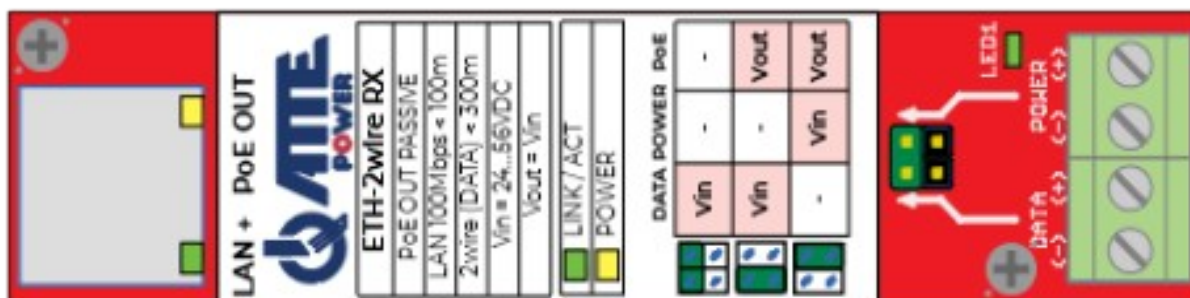 LAN + PoE OUT
QATIE
POWER
ETH-2wire RX
PoE OUT PASSIVE
LAN 100Mbps < 100m
2wire (DATA) < 300m
Vin = 24...56VDC
Vout = Vin
LINK / ACT
POWER
DATA POWER PoE
Vin - -
Vin - Vout
- Vin Vout
LED1
POWER
(-) (+)
DATA
(-) (+)